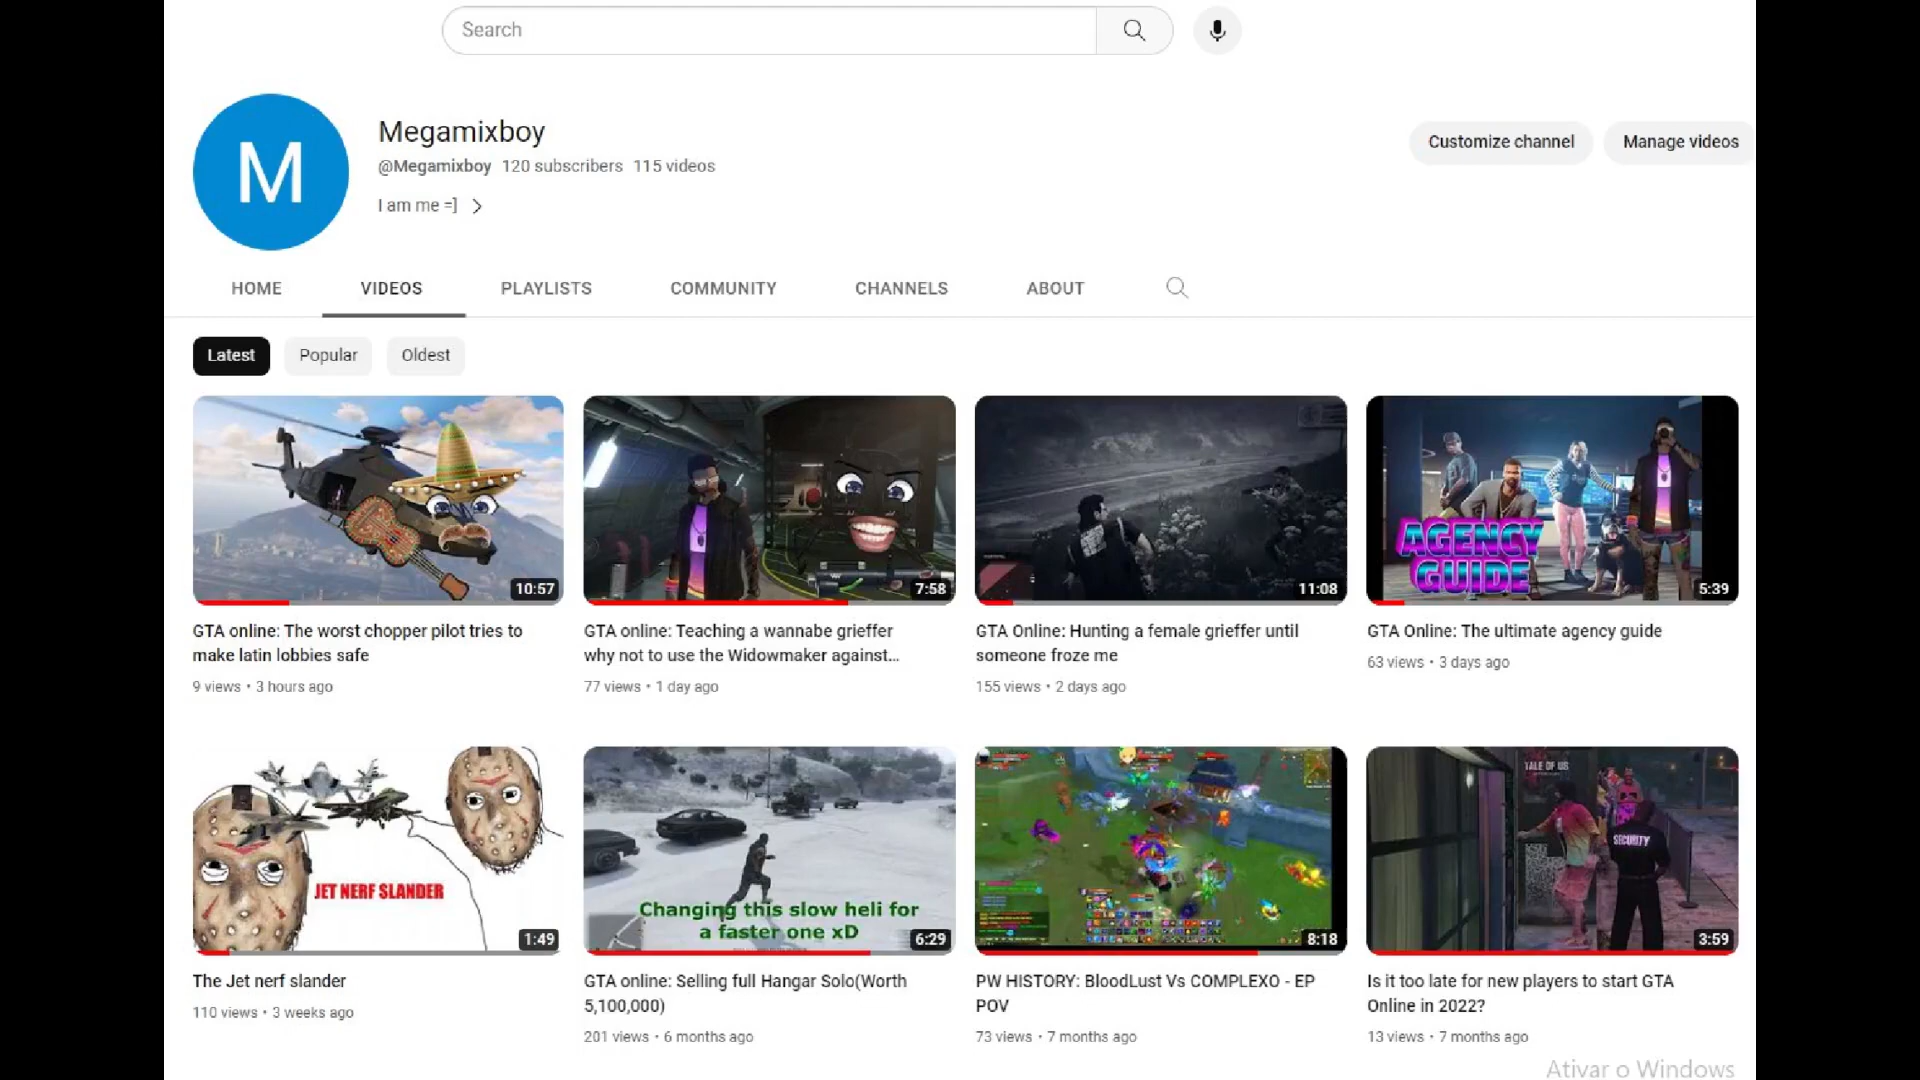 Search
M
Megamixboy
@Megamixboy 120 subscribers 115 videos
I am me =]
Customize channel
Manage videos
HOME VIDEOS PLAYLISTS COMMUNITY CHANNELS ABOUT
Latest Popular Oldest
10:57
7:58
11:08
AGENCY
GUIDE
5:39
GTA online: The worst chopper pilot tries to
make latin lobbies safe
9 views • 3 hours ago
GTA online: Teaching a wannabe grieffer
why not to use the Widowmaker against...
77 views • 1 day ago
GTA Online: Hunting a female grieffer until
someone froze me
155 views • 2 days ago
GTA Online: The ultimate agency guide
63 views • 3 days ago
JET NERF SLANDER
1:49
Changing this slow heli for
a faster one xD
6:29
8:18
TALE OF US
SECURITY
3:59
The Jet nerf slander
110 views • 3 weeks ago
GTA online: Selling full Hangar Solo(Worth
5,100,000)
201 views • 6 months ago
PW HISTORY: BloodLust Vs COMPLEXO - EP
POV
73 views • 7 months ago
Is it too late for new players to start GTA
Online in 2022?
13 views • 7 months ago
Ativar o Windows